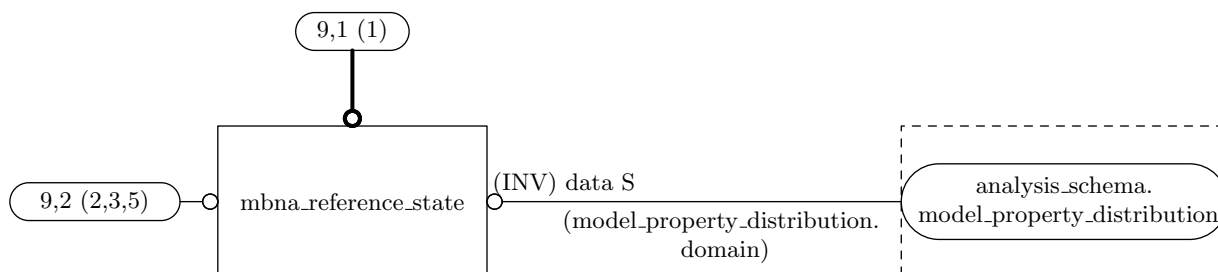 9,1 (1)
9,2 (2,3,5)
mbna_reference_state
(INV) data S
(model_property_distribution.
domain)
analysis_schema.
model_property_distribution